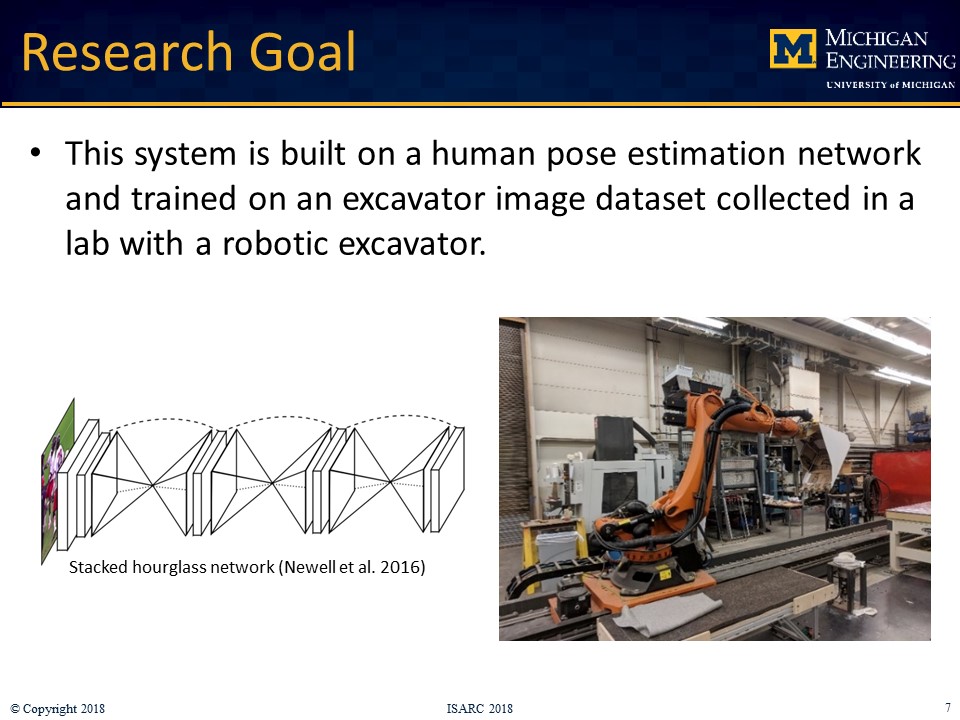 Research Goal
M
MICHIGAN
ENGINEERING
UNIVERSITY of MICHIGAN
• This system is built on a human pose estimation network
and trained on an excavator image dataset collected in a
lab with a robotic excavator.
Stacked hourglass network (Newell et al. 2016)
© Copyright 2018
ISARC 2018
7